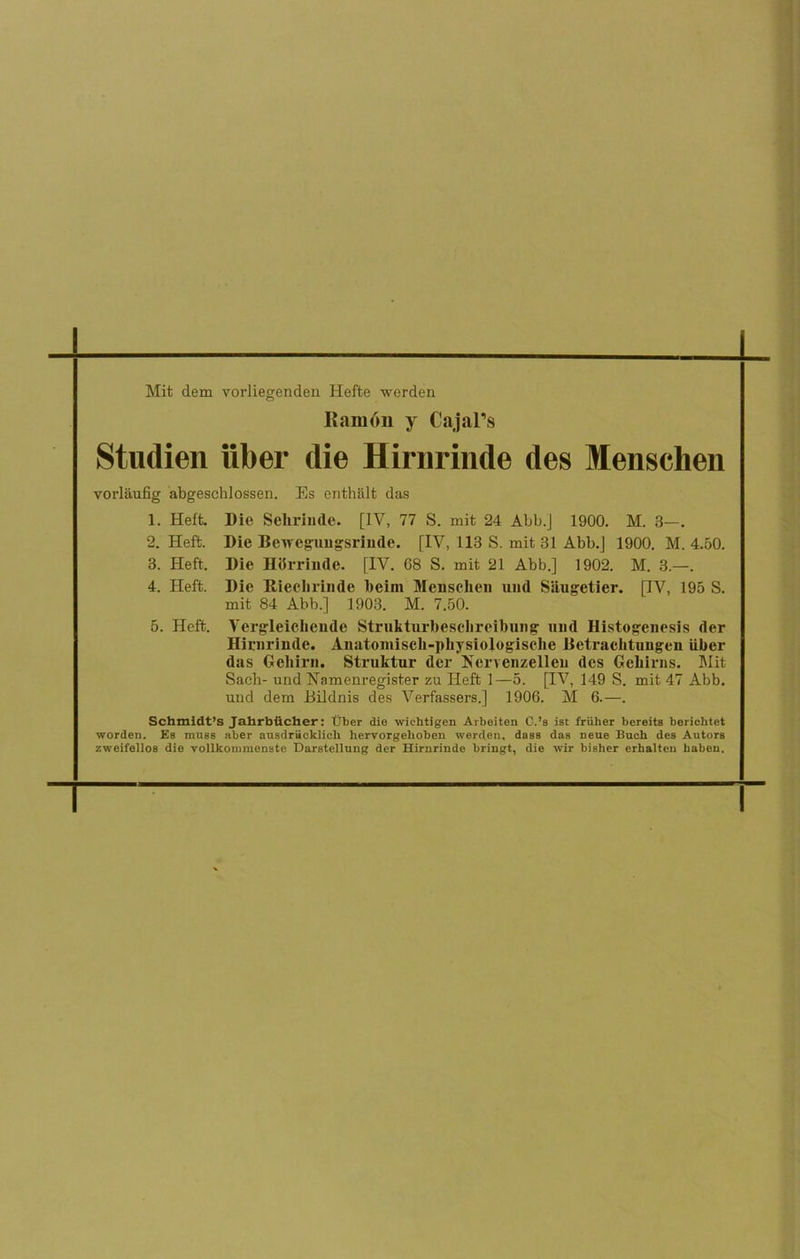 Mit dem vorliegenden Hefte werden
Ramón y Cajal's
Studien über die Hirnrinde des Menschen
vorläufig abgeschlossen. Es enthält das
1. Heft. Die Sehrinde. [IV, 77 S. mit 24 Abb.] 1900. M. 3—.
2. Heft. Die Bewegungsrinde. [IV, 113 S. mit 31 Abb.] 1900. M. 4.50.
3. Heft. Die Hörrinde. [IV. 68 S. mit 21 Abb.] 1902. M. 3.—.
4. Heft. Die Riechrinde beim Menschen und Säugetier. [IV, 195 S.
mit 84 Abb.] 1903. M. 7.50.
5. Heft. Vergleichende Strukturbeschreibung und Histogenesis der
Hirnrinde. Anatomisch-physiologische Betrachtungen über
das Gehirn. Struktur der Nervenzellen des Gehirns. Mit
Sach- und Namenregister zu Heft 1—5. [IV, 149 S. mit 47 Abb.
und dem Bildnis des Verfassers.] 1906. M 6.—.
Schmidt's Jahrbücher: Über die wichtigen Arbeiten C.'s ist früher bereits berichtet
worden. Es muss aber ausdrücklich hervorgehoben werden, dass das neue Buch des Autors
zweifellos die vollkommenste Darstellung der Hirnrinde bringt, die wir bisher erhalten haben.